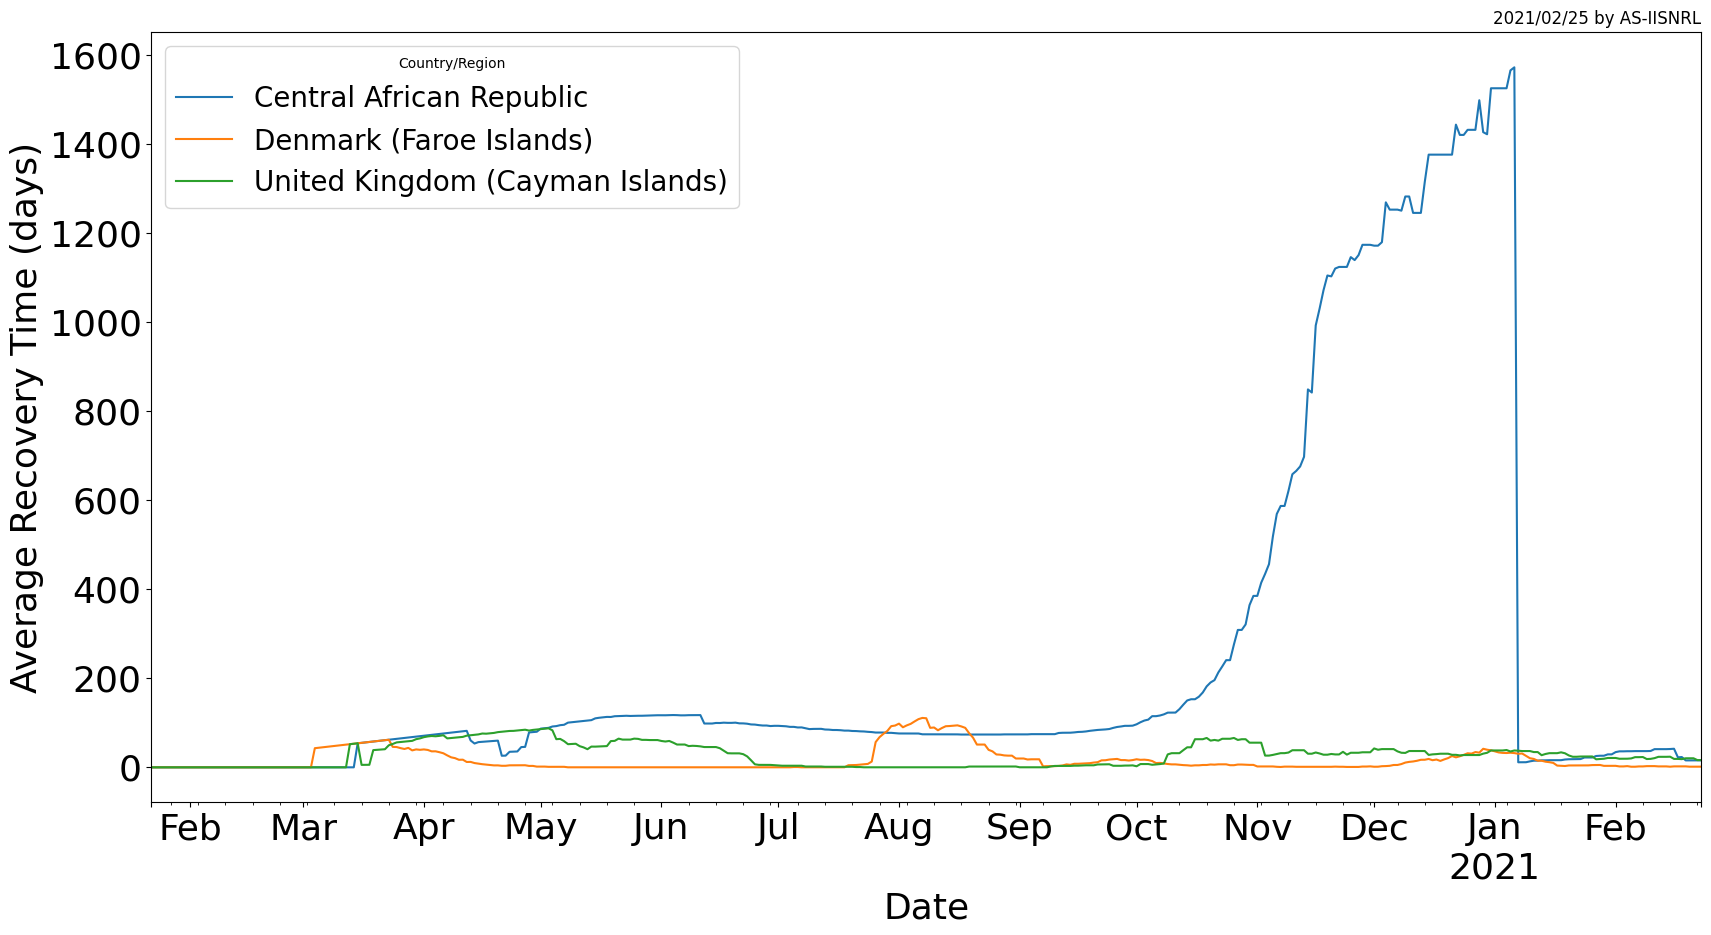 2021/02/25 by AS-IISNRL
Country/Region
Central African Republic
Denmark (Faroe Islands)
United Kingdom (Cayman Islands)
Average Recovery Time (days)
1600
1400
1200
1000
800
600
400
200
0
Feb Mar Apr May Jun Jul Aug Sep Oct Nov Dec Jan Feb
2021
Date